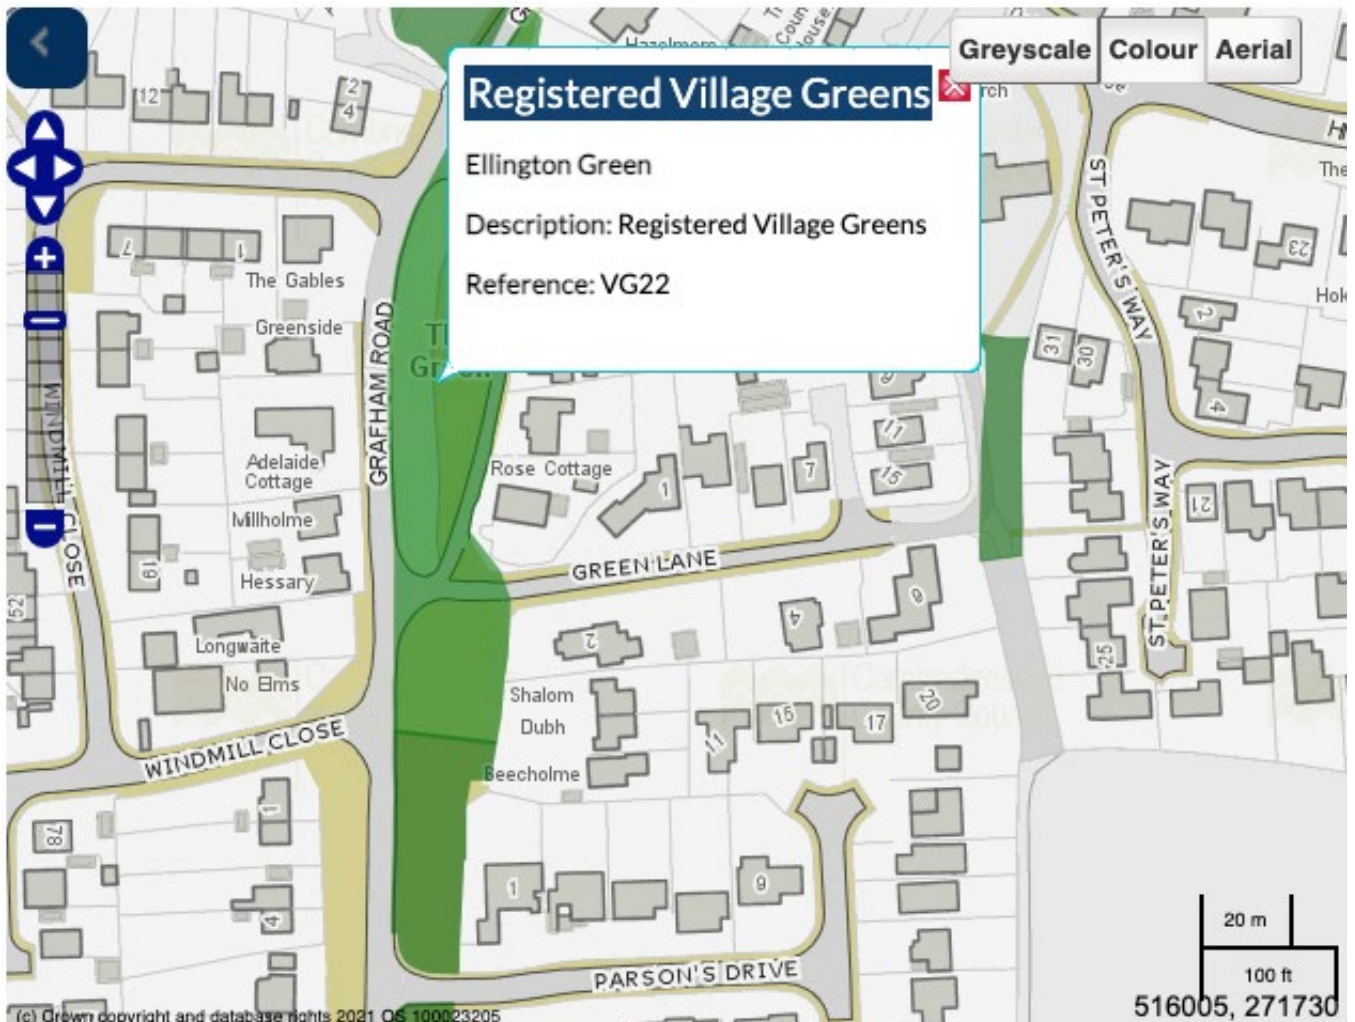 Greyscale
Colour
Aerial
Registered Village Greens
Ellington Green
Description: Registered Village Greens
Reference: VG22
12
2
4
7
1
The Gables
Greenside
GRAFHAM ROAD
Adelaide
Cottage
Millholme
19
Hessary
WINDMILL CLOSE
52
Longwaite
No Elms
WINDMILL CLOSE
1
78
4
Rose Cottage
1
7
11
15
GREEN LANE
2
4
Shalom
Dubh
Beecholme
11
15
17
20
1
9
PARSON'S DRIVE
ST PETER'S WAY
23
31
30
2
4
21
ST. PETER'S WAY
25
20 m
100 ft
516005, 271730
(c) Crown copyright and database rights 2021 OS 100023205